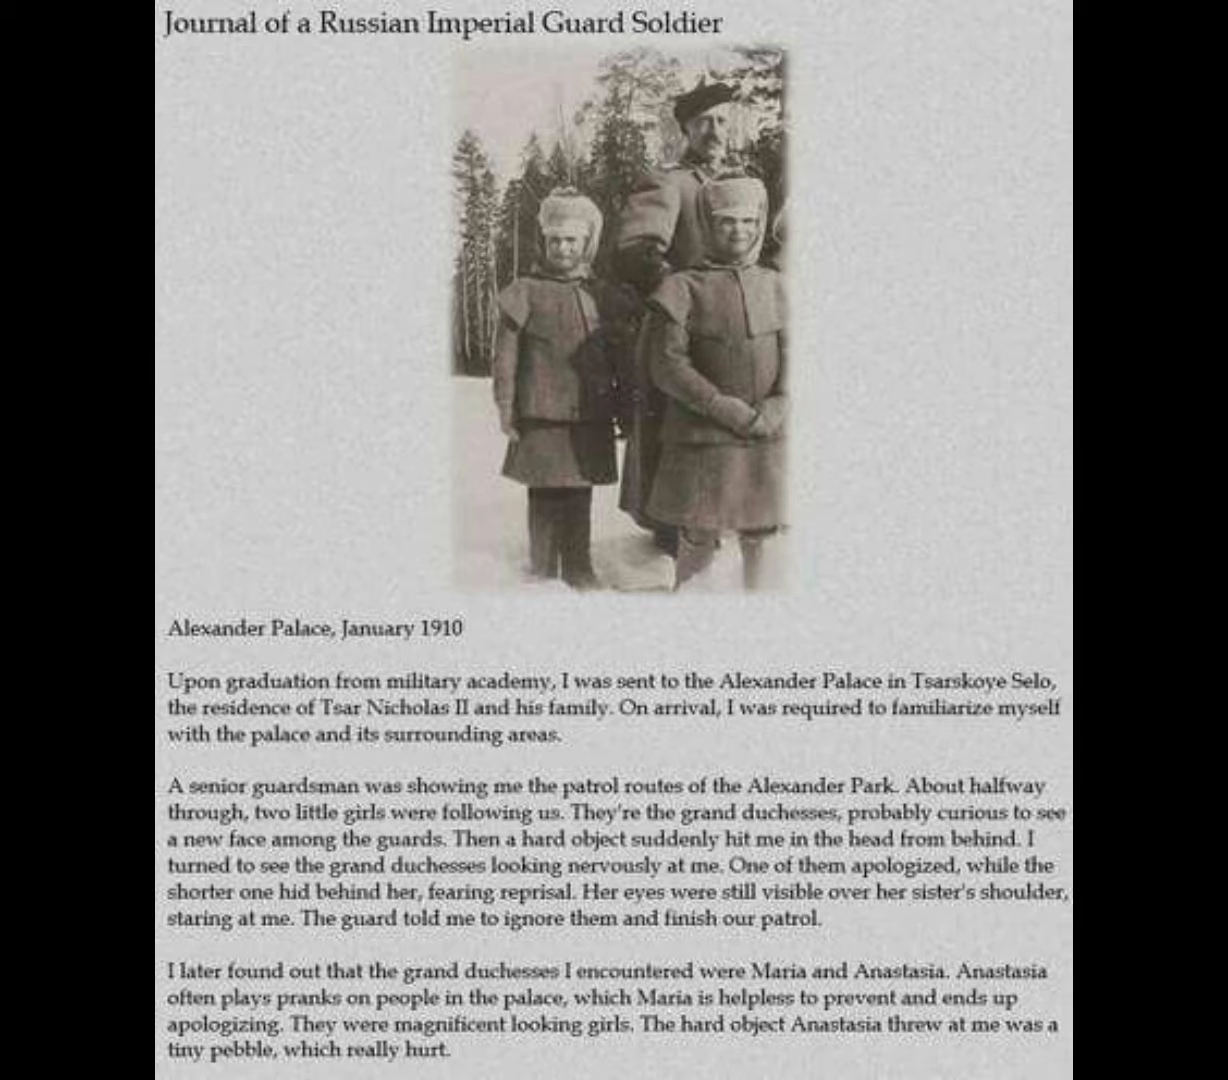 Journal of a Russian Imperial Guard Soldier
Alexander Palace, January 1910
Upon graduation from military academy, I was sent to the Alexander Palace in Tsarskoye Selo,
the residence of Tsar Nicholas II and his family. On arrival, I was required to familiarize myself
with the palace and its surrounding areas.
A senior guardsman was showing me the patrol routes of the Alexander Park. About halfway
through, two little girls were following us. They're the grand duchesses, probably curious to see
a new face among the guards. Then a hard object suddenly hit me in the head from behind. I
turned to see the grand duchesses looking nervously at me. One of them apologized, while the
shorter one hid behind her, fearing reprisal. Her eyes were still visible over her sister's shoulder,
staring at me. The guard told me to ignore them and finish our patrol.
I later found out that the grand duchesses I encountered were Maria and Anastasia. Anastasia
often plays pranks on people in the palace, which Maria is helpless to prevent and ends up
apologizing. They were magnificent looking girls. The hard object Anastasia threw at me was a
tiny pebble, which really hurt.